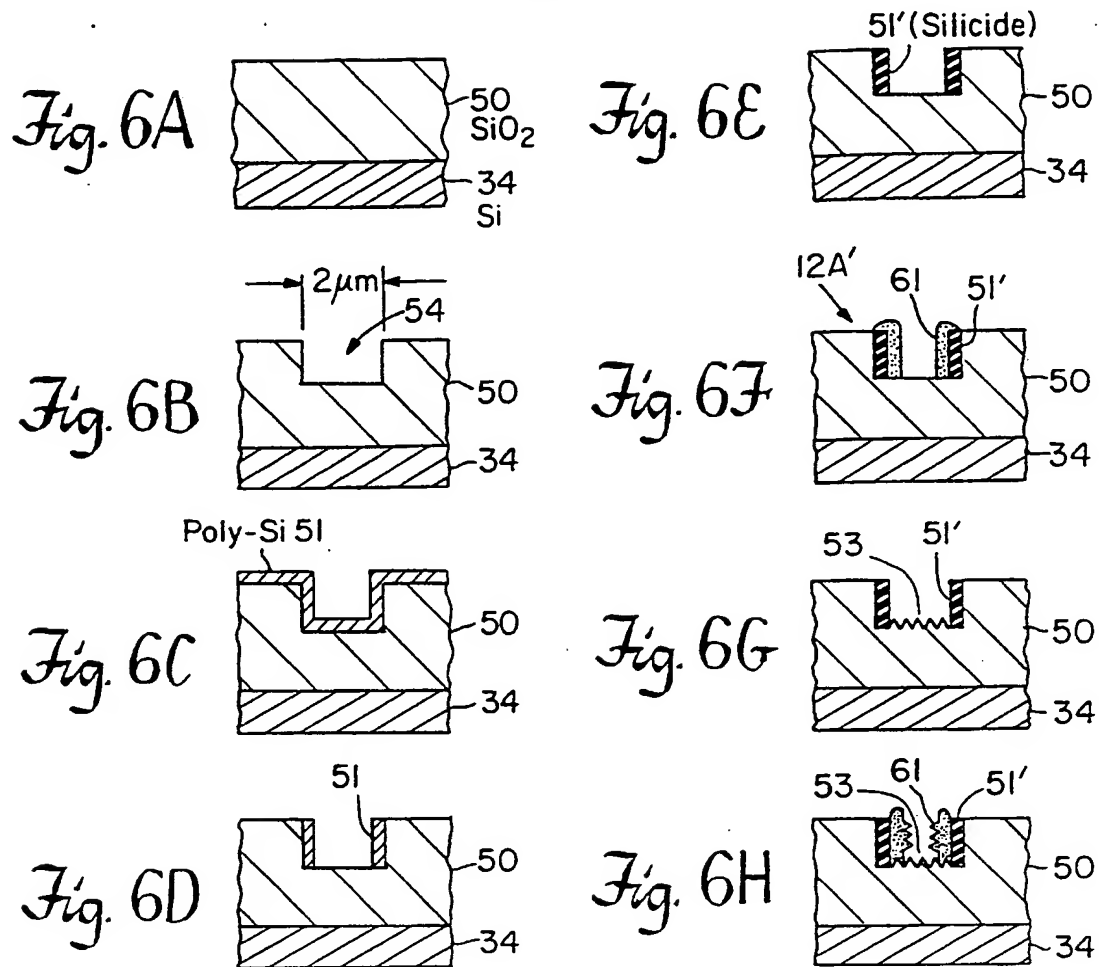 Fig. 6A
50
SiO2
34
Si
Fig. 6B
2μm
54
50
34
Fig. 6C
Poly-Si 51
50
34
Fig. 6D
51
50
34
Fig. 6E
51' (Silicide)
50
34
Fig. 6F
12A'
61
51'
50
34
Fig. 6G
53
51'
50
34
Fig. 6H
53
61
51'
50
34